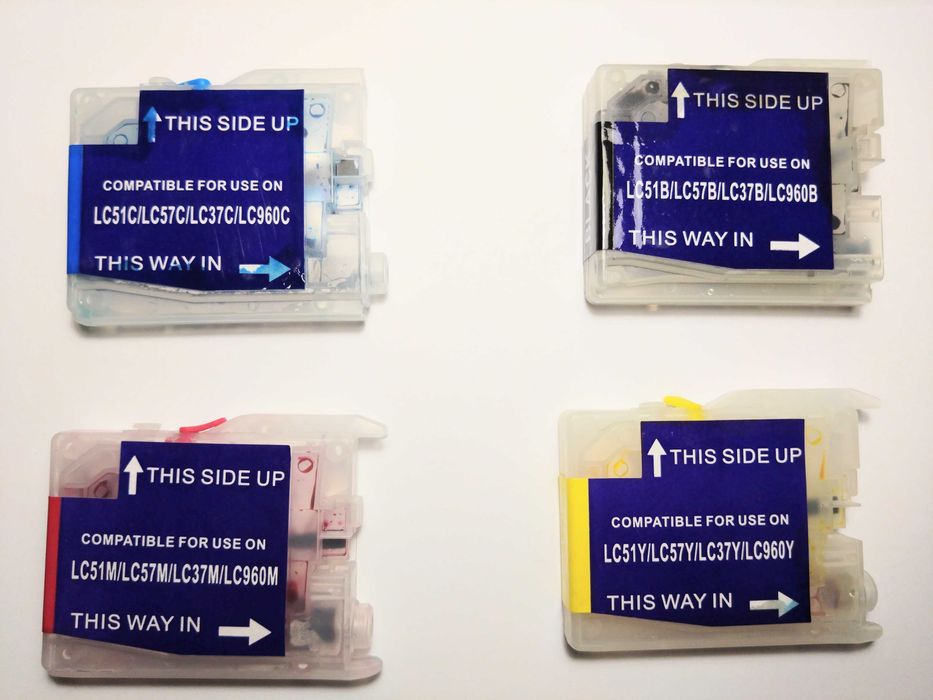 THIS SIDE UP
COMPATIBLE FOR USE ON
LC51C/LC57C/LC37C/LC960C
THIS WAY IN
THIS SIDE UP
COMPATIBLE FOR USE ON
LC51B/LC57B/LC37B/LC960B
THIS WAY IN
THIS SIDE UP
COMPATIBLE FOR USE ON
LC51M/LC57M/LC37M/LC960M
THIS WAY IN
THIS SIDE UP
COMPATIBLE FOR USE ON
LC51Y/LC57Y/LC37Y/LC960Y
THIS WAY IN